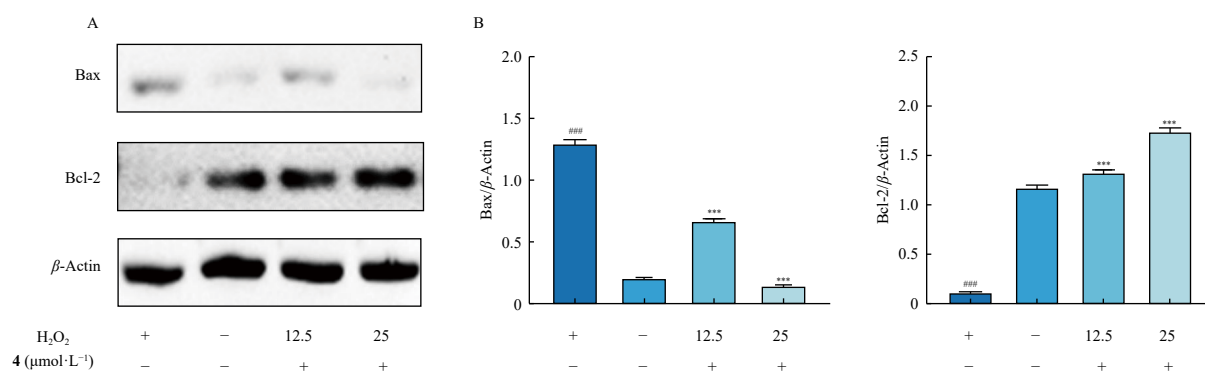 A
Bax
Bcl-2
β-Actin
H₂O₂ + − 12.5 25
4 (μmol·L⁻¹) − − + +
B
Bax/β-Actin
2.0
1.5
1.0
0.5
0
###
***
***
+ − 12.5 25
− − + +
Bcl-2/β-Actin
2.5
2.0
1.5
1.0
0.5
0
###
***
***
+ − 12.5 25
− − + +